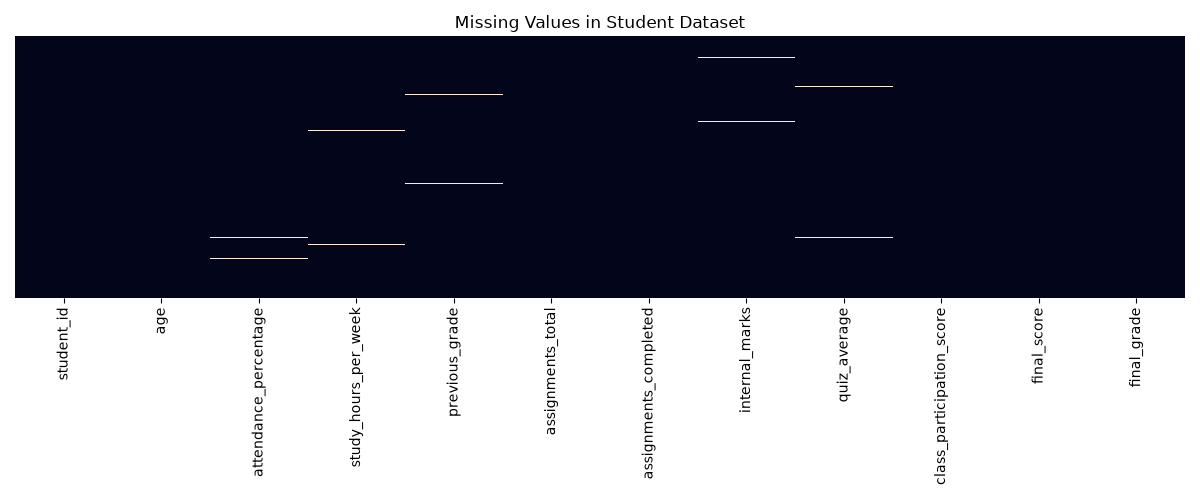 Missing Values in Student Dataset
student_id
age
attendance_percentage
study_hours_per_week
previous_grade
assignments_total
assignments_completed
internal_marks
quiz_average
class_participation_score
final_score
final_grade